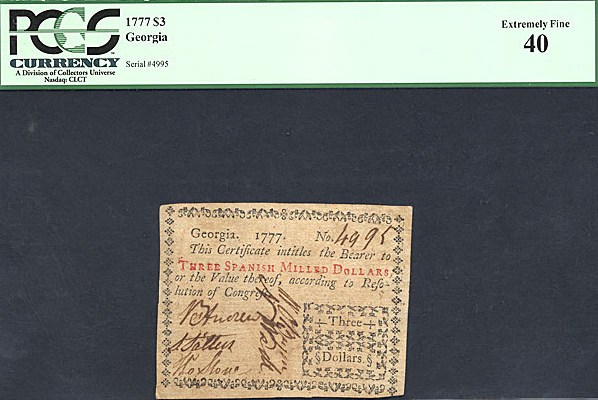 PCGS
CURRENCY
A Division of Collectors Universe
Nasdaq: CLCT
1777 $3
Georgia
Serial #4995
Extremely Fine
40
Georgia. 1777. No. 4995
This Certificate intitles the Bearer to
THREE SPANISH MILLED DOLLARS,
or the Value thereof, according to Reso-
lution of Congress.
Three
Dollars.